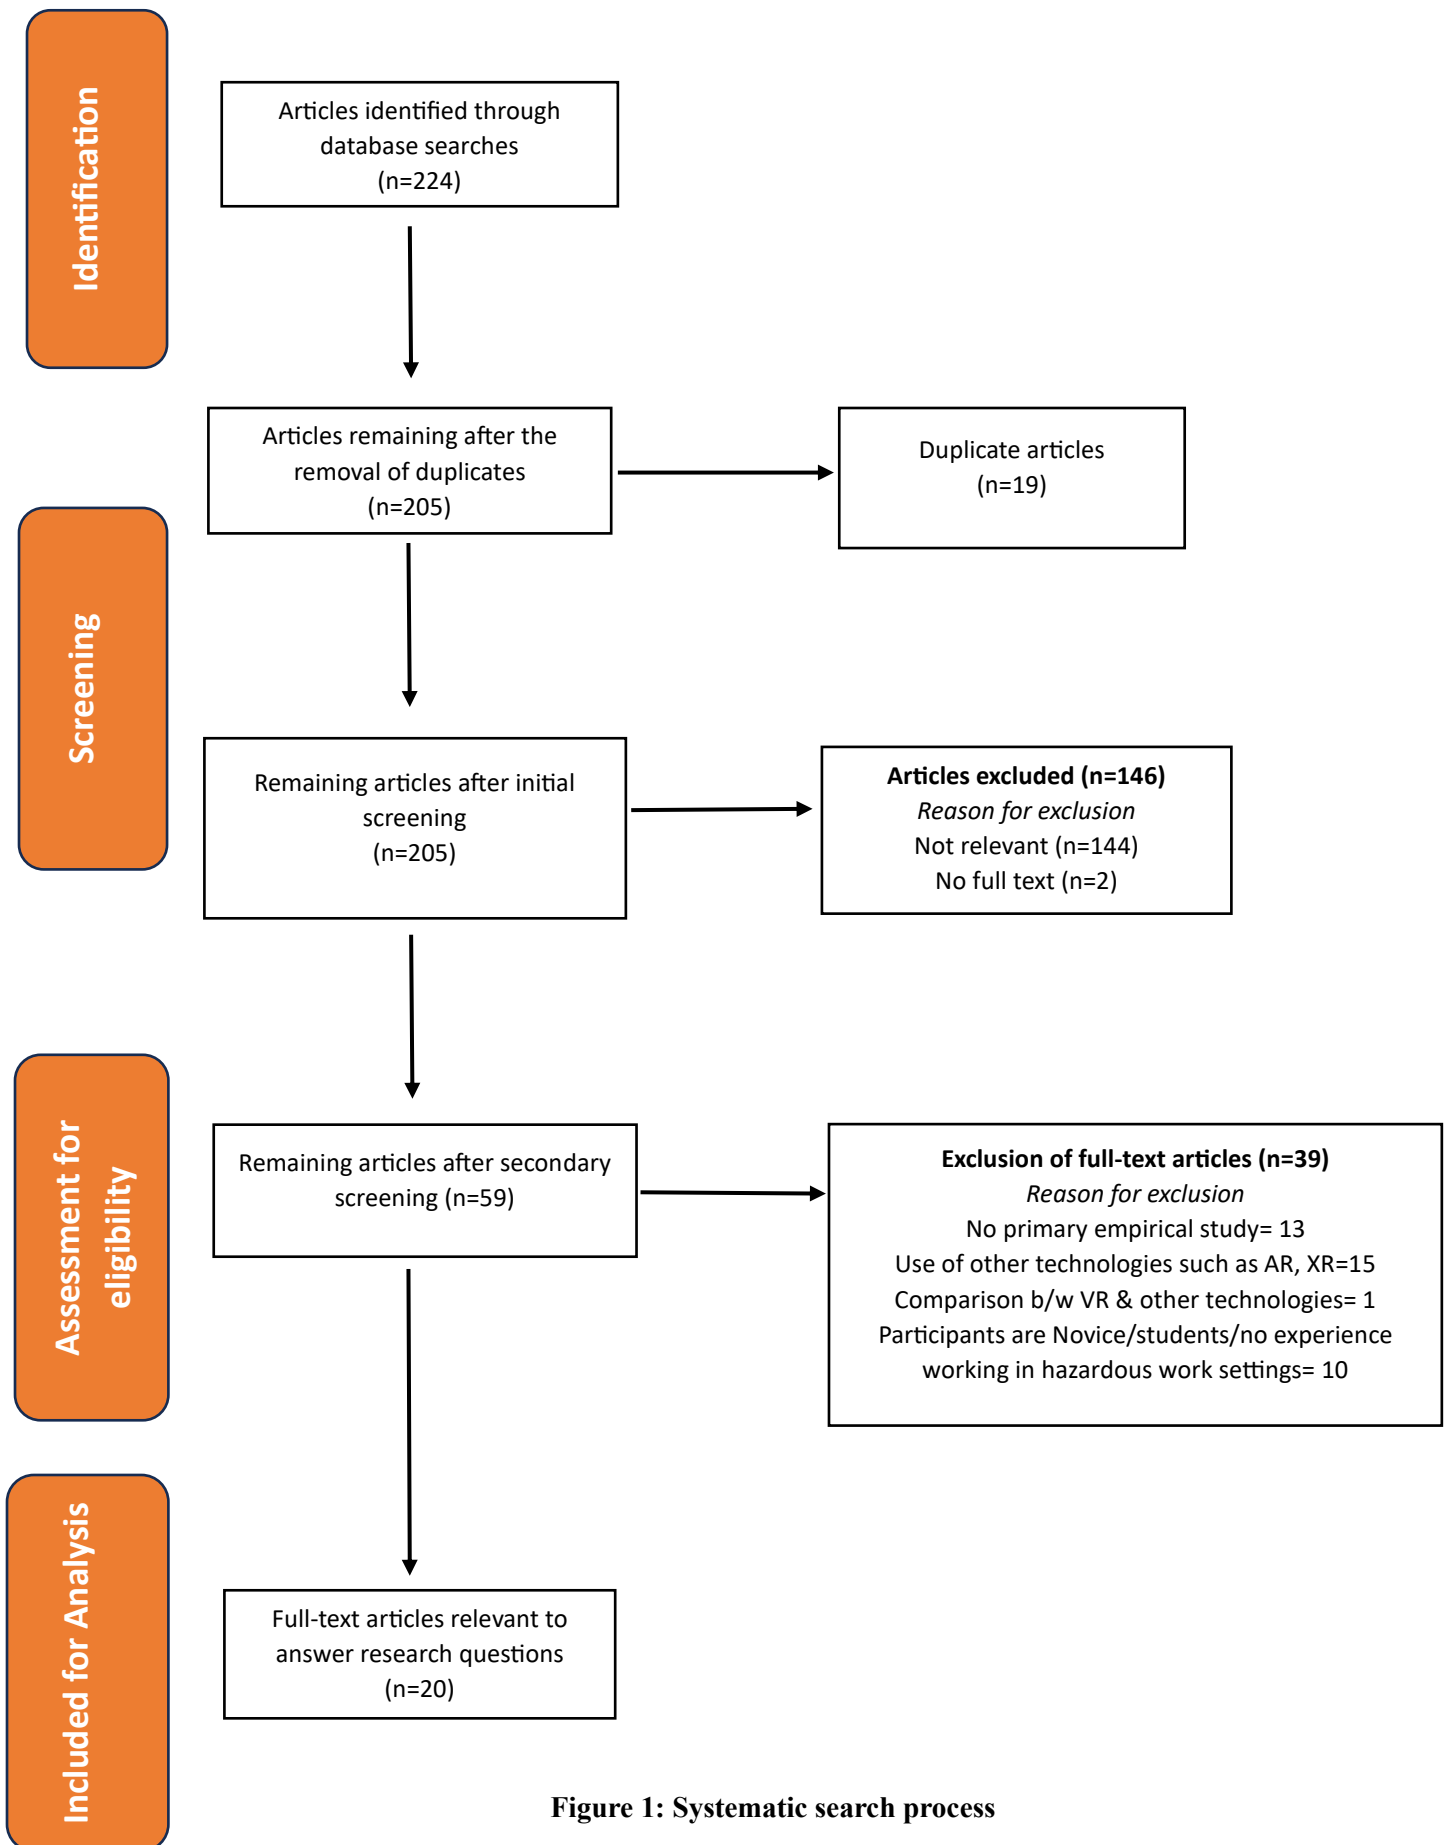 Identification
Articles identified through
database searches
(n=224)
Articles remaining after the
removal of duplicates
(n=205)
Duplicate articles
(n=19)
Screening
Remaining articles after initial
screening
(n=205)
Articles excluded (n=146)
Reason for exclusion
Not relevant (n=144)
No full text (n=2)
Assessment for
eligibility
Remaining articles after secondary
screening (n=59)
Exclusion of full-text articles (n=39)
Reason for exclusion
No primary empirical study= 13
Use of other technologies such as AR, XR=15
Comparison b/w VR & other technologies= 1
Participants are Novice/students/no experience
working in hazardous work settings= 10
Included for Analysis
Full-text articles relevant to
answer research questions
(n=20)
Figure 1: Systematic search process